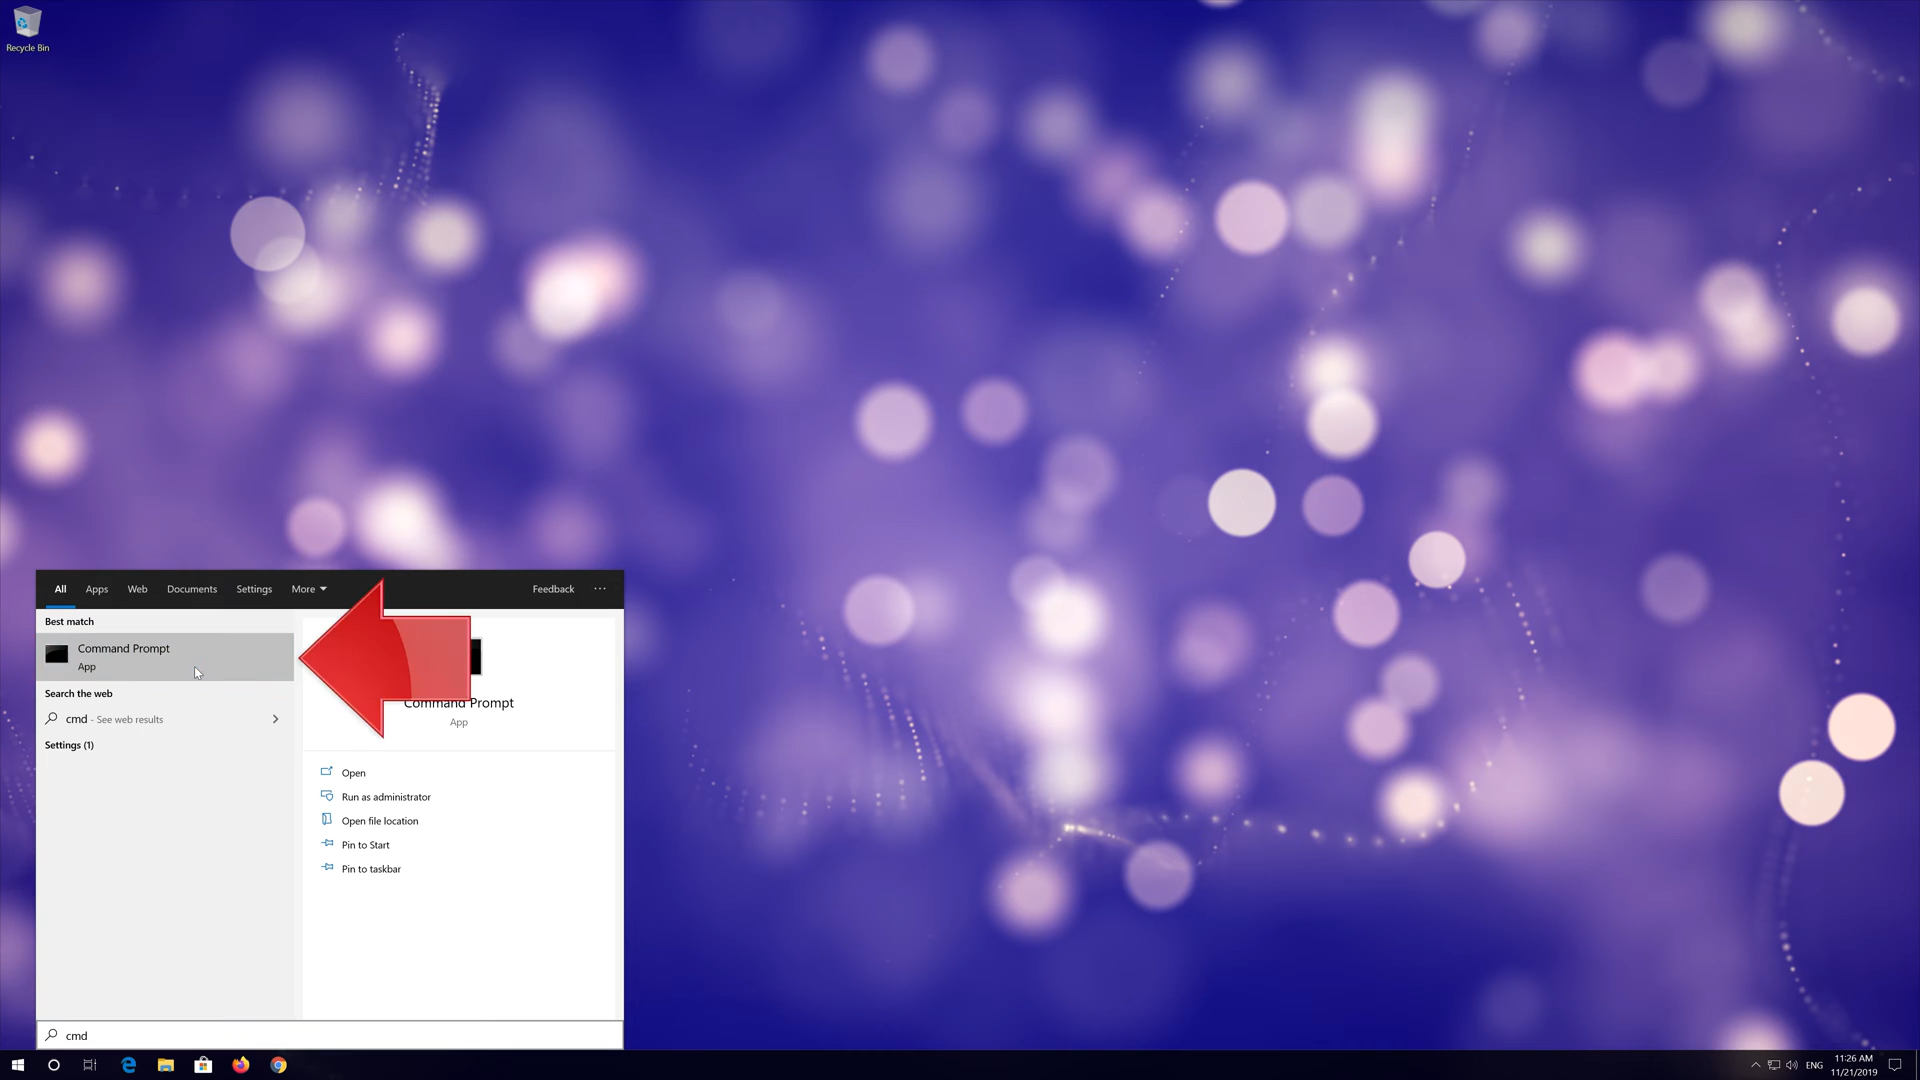 Recycle Bin
All Apps Web Documents Settings More Feedback ...
Best match
Command Prompt
App
Search the web
cmd - See web results
Settings (1)
Command Prompt
App
Open
Run as administrator
Open file location
Pin to Start
Pin to taskbar
cmd
ENG
11:26 AM
11/21/2019